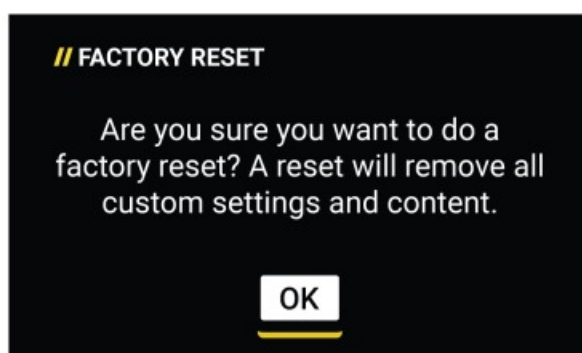 // FACTORY RESET
Are you sure you want to do a
factory reset? A reset will remove all
custom settings and content.
OK